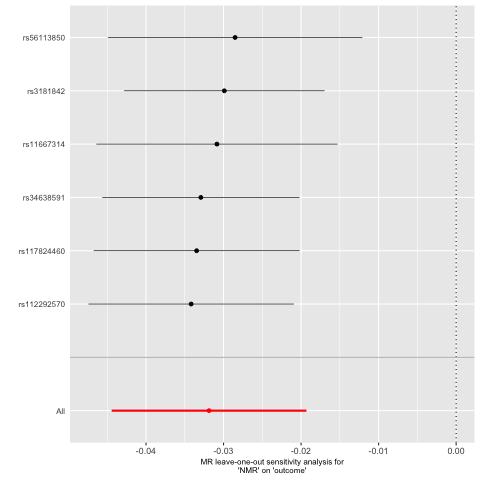 rs56113850
rs3181842
rs11667314
rs34638591
rs117824460
rs112292570
All
-0.04 -0.03 -0.02 -0.01 0.00
MR leave-one-out sensitivity analysis for
'NMR' on 'outcome'